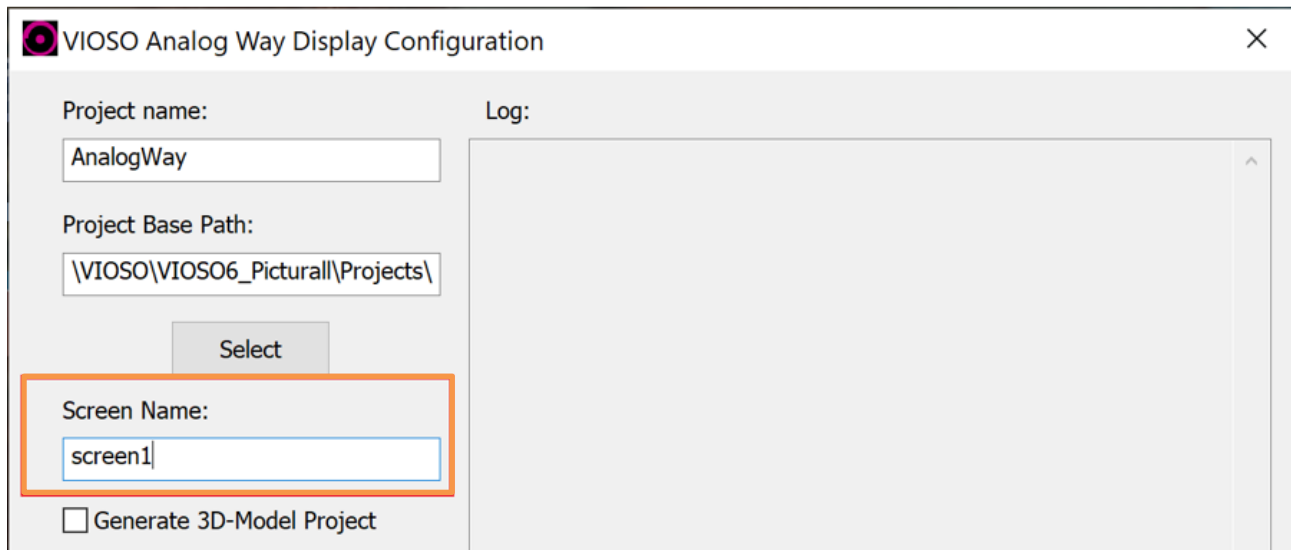 VIOSO Analog Way Display Configuration
Project name:
AnalogWay
Project Base Path:
\VIOSO\VIOSO6_Picturall\Projects\
Select
Screen Name:
screen1
Generate 3D-Model Project
Log: